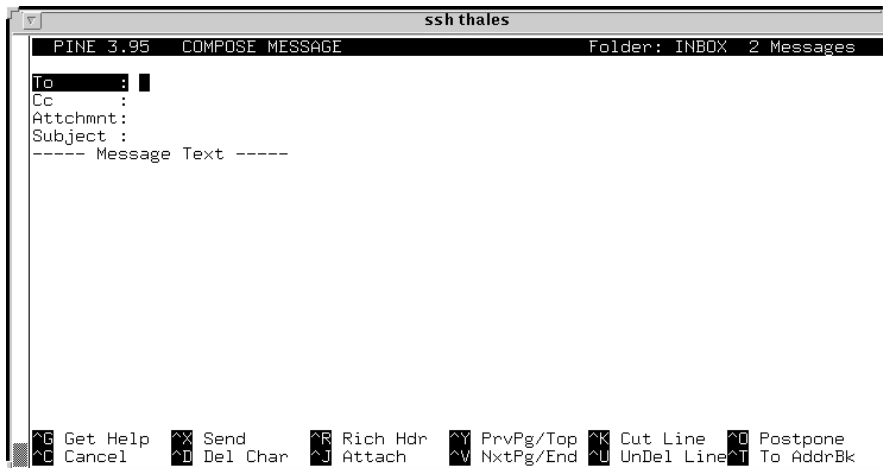 ssh thales
PINE 3.95   COMPOSE MESSAGE                       Folder: INBOX  2 Messages
To      :
Cc      :
Attchmnt:
Subject :
----- Message Text -----
^G Get Help  ^X Send      ^R Rich Hdr  ^Y PrvPg/Top ^K Cut Line  ^O Postpone
^C Cancel    ^D Del Char  ^J Attach    ^V NxtPg/End ^U UnDel Line^T To AddrBk